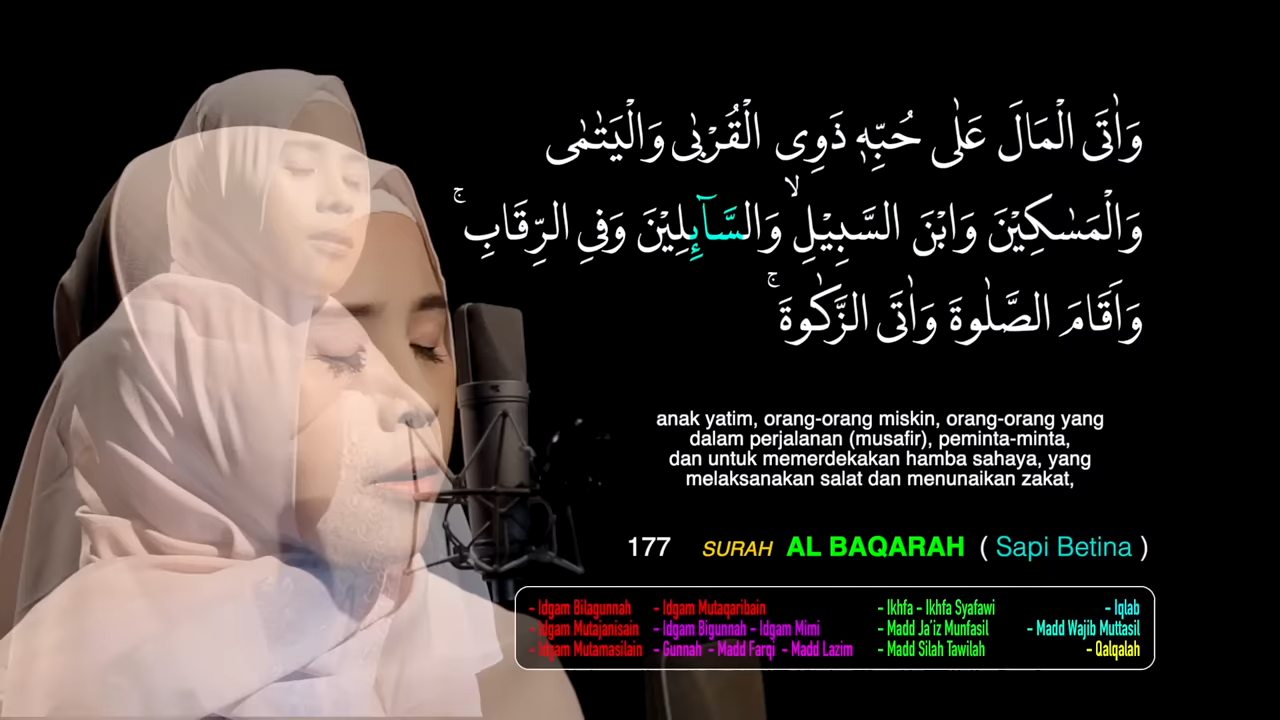 وَاٰتَى الْمَالَ عَلٰى حُبِّهٖ ذَوِى الْقُرْبٰى وَالْيَتٰمٰى
وَالْمَسٰكِيْنَ وَابْنَ السَّبِيْلِۙ وَالسَّاۤىِٕلِيْنَ وَفِى الرِّقَابِۚ
وَاَقَامَ الصَّلٰوةَ وَاٰتَى الزَّكٰوةَۚ
anak yatim, orang-orang miskin, orang-orang yang
dalam perjalanan (musafir), peminta-minta,
dan untuk memerdekakan hamba sahaya, yang
melaksanakan salat dan menunaikan zakat,
177 SURAH AL BAQARAH ( Sapi Betina )
- Idgam Bilagunnah - Idgam Mutaqaribain - Ikhfa - Ikhfa Syafawi - Iqlab
- Idgam Mutajanisain - Idgam Bigunnah - Idgam Mimi - Madd Ja'iz Munfasil - Madd Wajib Muttasil
- Idgam Mutamasilain - Gunnah - Madd Farqi - Madd Lazim - Madd Silah Tawilah - Qalqalah